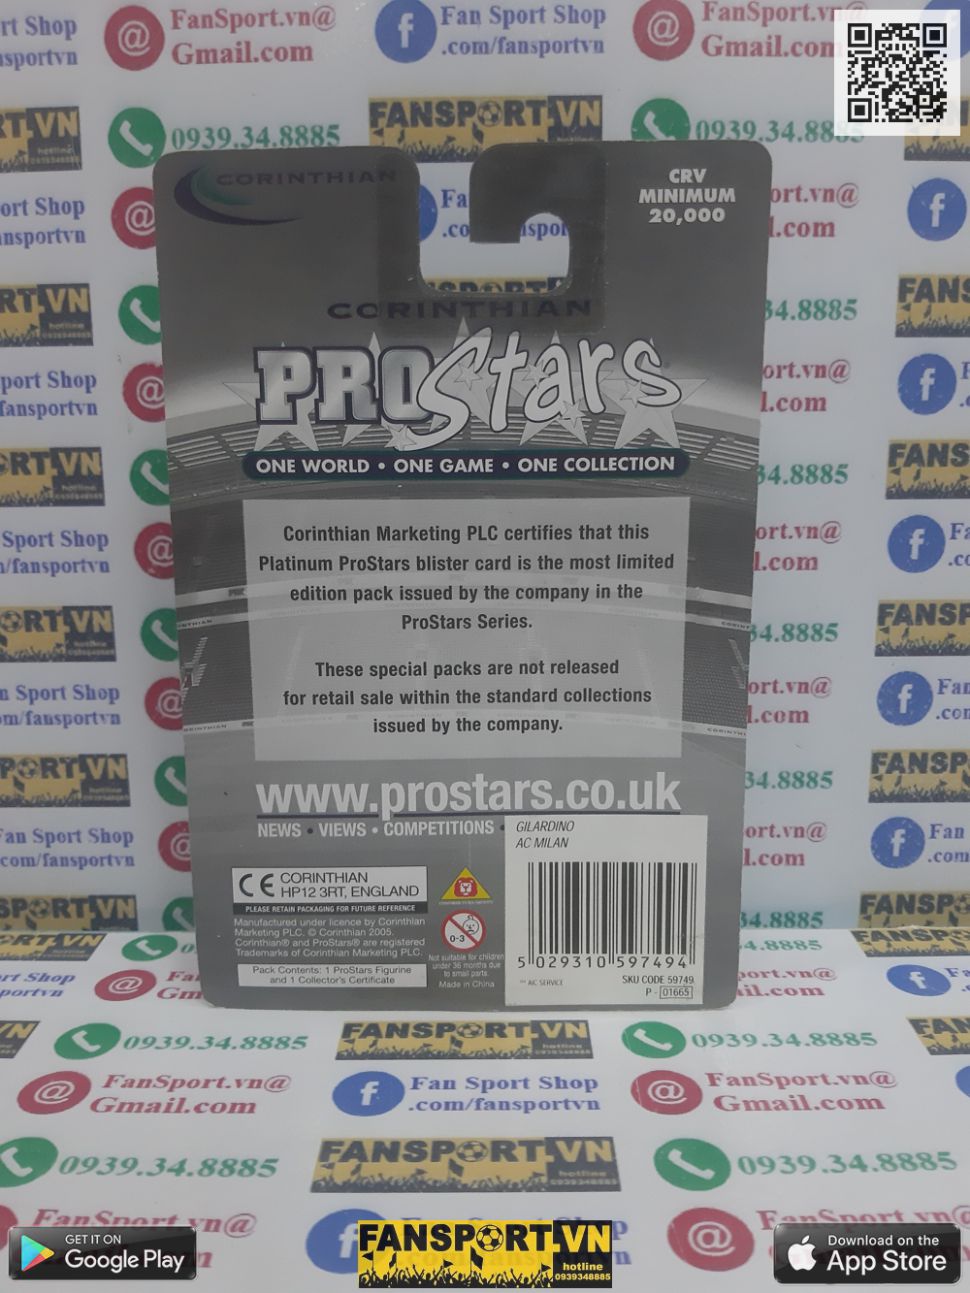 CORINTHIAN
CRV
MINIMUM
20,000
CORINTHIAN
PROStars
ONE WORLD • ONE GAME • ONE COLLECTION
Corinthian Marketing PLC certifies that this
Platinum ProStars blister card is the most limited
edition pack issued by the company in the
ProStars Series.
These special packs are not released
for retail sale within the standard collections
issued by the company.
www.prostars.co.uk
NEWS • VIEWS • COMPETITIONS •
GILARDINO
AC MILAN
CE CORINTHIAN
HP12 3RT, ENGLAND
PLEASE RETAIN PACKAGING FOR FUTURE REFERENCE
Manufactured under licence by Corinthian
Marketing PLC. © Corinthian 2005.
Corinthian® and ProStars® are registered
Trademarks of Corinthian Marketing PLC.
Pack Contents: 1 ProStars Figurine
and 1 Collector's Certificate
0-3
Not suitable for children
under 36 months due
to small parts.
Made in China
5 029310 597494
AIC SERVICE
SKU CODE 59749
P - 01665
FanSport.vn@
Gmail.com
Fan Sport Shop
.com/fansportvn
FANSPORT.VN
hotline
0939348885
0939.34.8885
GET IT ON
Google Play
FANSPORT.VN
hotline
0939348885
Download on the
App Store